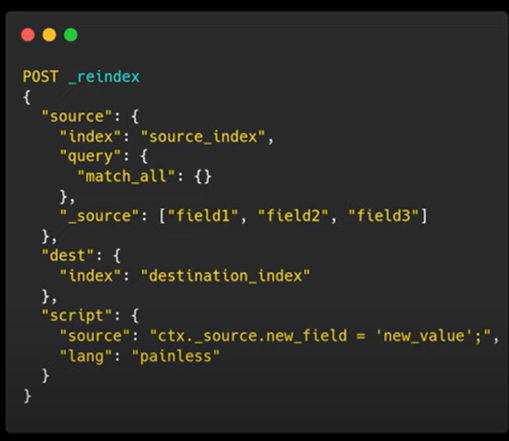 POST _reindex
{
  "source": {
    "index": "source_index",
    "query": {
      "match_all": {}
    },
    "_source": ["field1", "field2", "field3"]
  },
  "dest": {
    "index": "destination_index"
  },
  "script": {
    "source": "ctx._source.new_field = 'new_value';",
    "lang": "painless"
  }
}